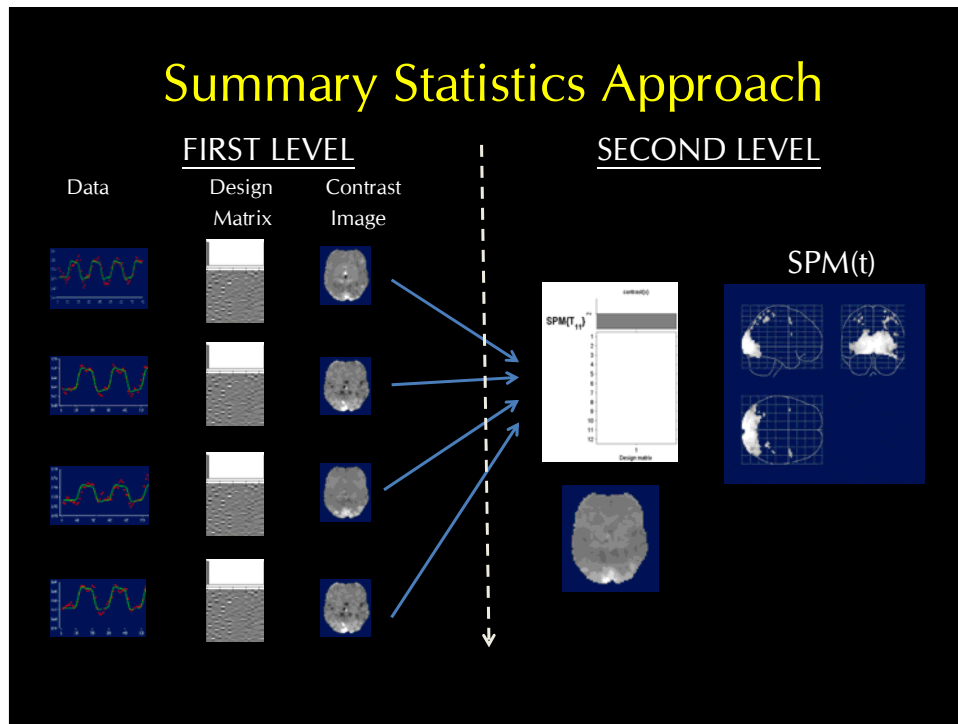 Summary Statistics Approach
FIRST LEVEL
SECOND LEVEL
Data
Design
Matrix
Contrast
Image
SPM(t)
contrast(s)
SPM{T11}
1
2
3
4
5
6
7
8
9
10
11
12
1
Design matrix